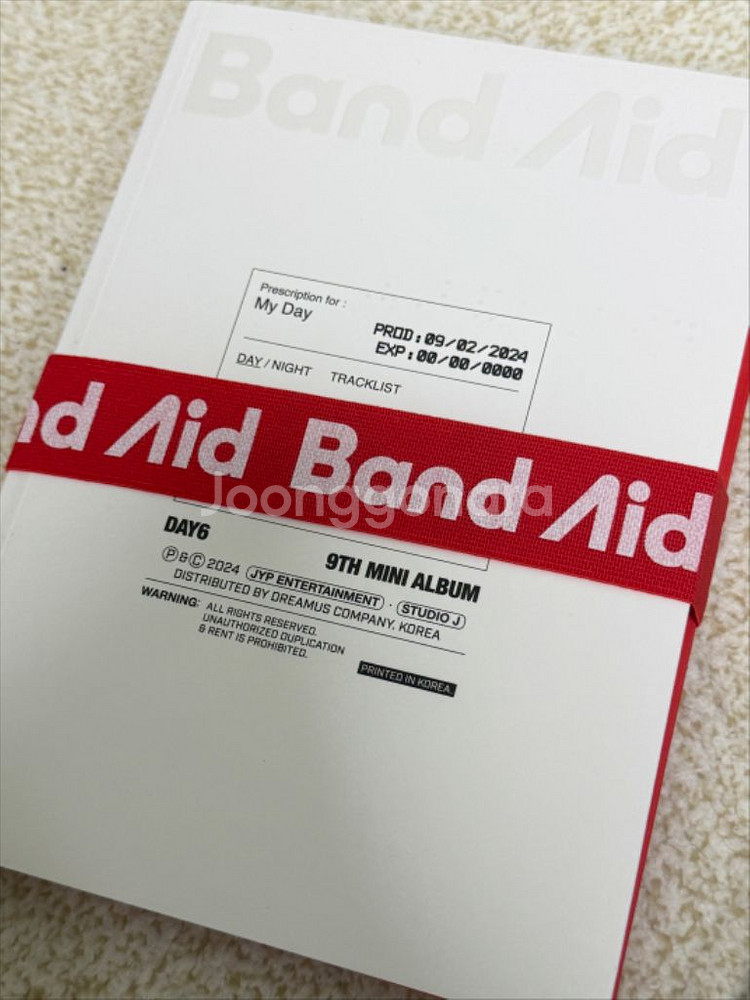 Band Aid
Prescription for :
My Day
PROD : 09/02/2024
EXP : 00/00/0000
DAY / NIGHT TRACKLIST
nd Aid Band Aid
Joonggonara
DAY6
9TH MINI ALBUM
Ⓟ & Ⓒ 2024 JYP ENTERTAINMENT · STUDIO J
DISTRIBUTED BY DREAMUS COMPANY. KOREA
WARNING: ALL RIGHTS RESERVED.
UNAUTHORIZED DUPLICATION
& RENT IS PROHIBITED.
PRINTED IN KOREA.